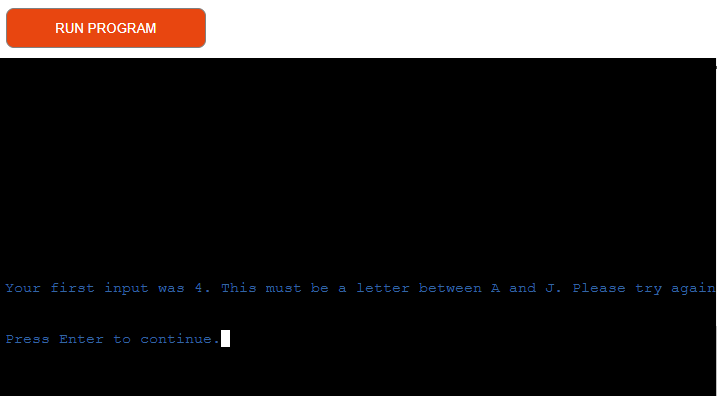 RUN PROGRAM
Your first input was 4. This must be a letter between A and J. Please try again
Press Enter to continue.